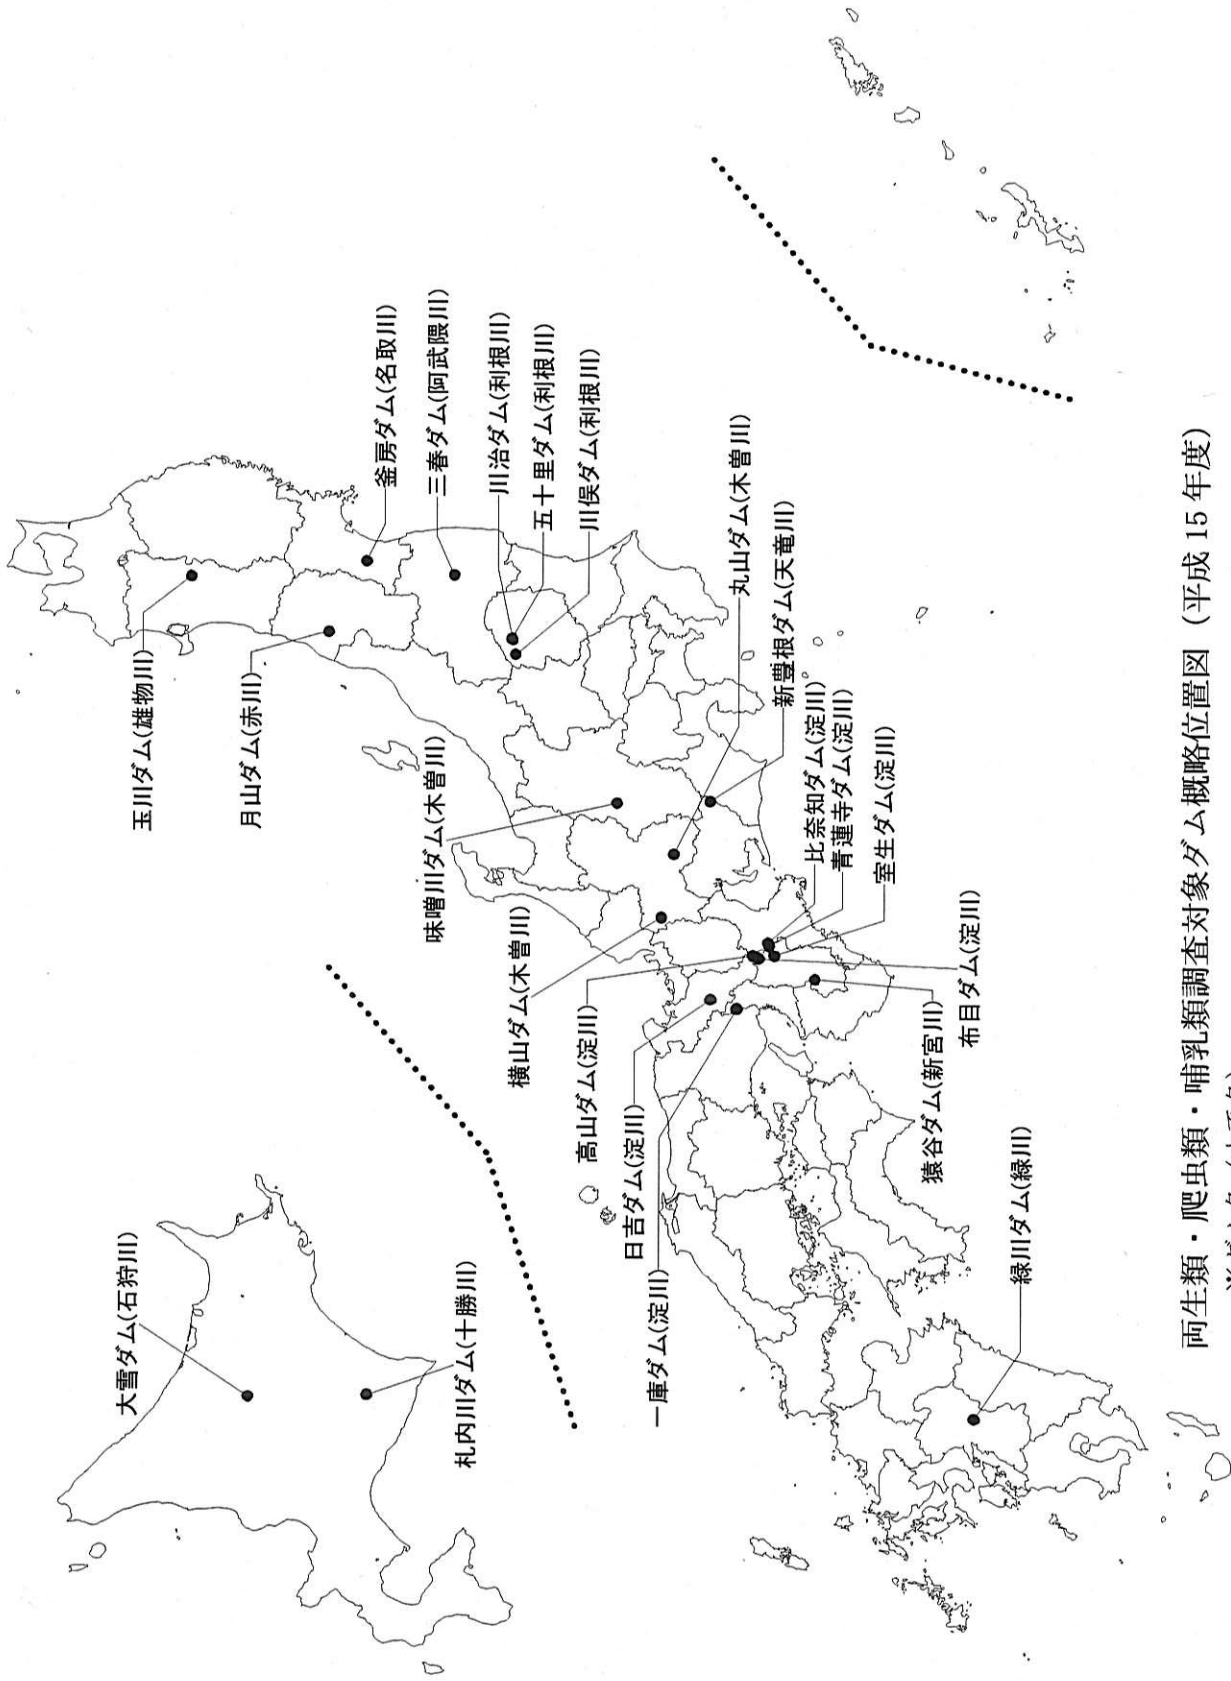 大雪ダム(石狩川)
札内川ダム(十勝川)
玉川ダム(雄物川)
月山ダム(赤川)
釜房ダム(名取川)
三春ダム(阿武隈川)
川治ダム(利根川)
五十里ダム(利根川)
川俣ダム(利根川)
味噌川ダム(木曽川)
丸山ダム(木曽川)
新豊根ダム(天竜川)
横山ダム(木曽川)
比奈知ダム(淀川)
青蓮寺ダム(淀川)
室生ダム(淀川)
高山ダム(淀川)
布目ダム(淀川)
日吉ダム(淀川)
猿谷ダム(新宮川)
一庫ダム(淀川)
緑川ダム(緑川)
両生類・爬虫類・哺乳類調査対象ダム概略位置図 (平成 15 年度)